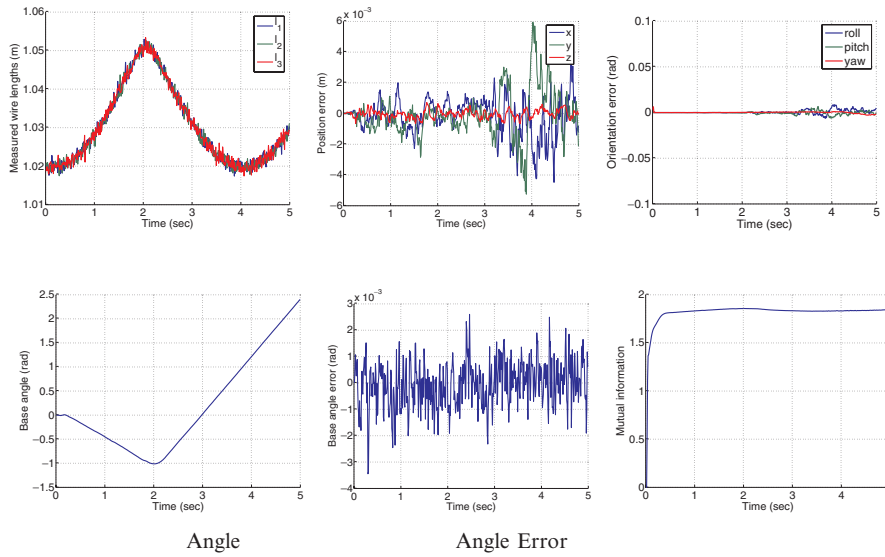 Measured wire lengths (m)
1.06
1.05
1.04
1.03
1.02
1.01
0 1 2 3 4 5
Time (sec)
l1
l2
l3
x 10−3
Position error (m)
6
4
2
0
−2
−4
−6
0 1 2 3 4 5
Time (sec)
x
y
z
Orientation error (rad)
0.1
0.05
0
−0.05
−0.1
0 1 2 3 4 5
Time (sec)
roll
pitch
yaw
Base angle (rad)
2.5
2
1.5
1
0.5
0
−0.5
−1
−1.5
0 1 2 3 4 5
Time (sec)
x 10−3
Base angle error (rad)
3
2
1
0
−1
−2
−3
−4
0 1 2 3 4 5
Time (sec)
Mutual information
2
1.5
1
0.5
0
0 1 2 3 4
Time (sec)
Angle
Angle Error